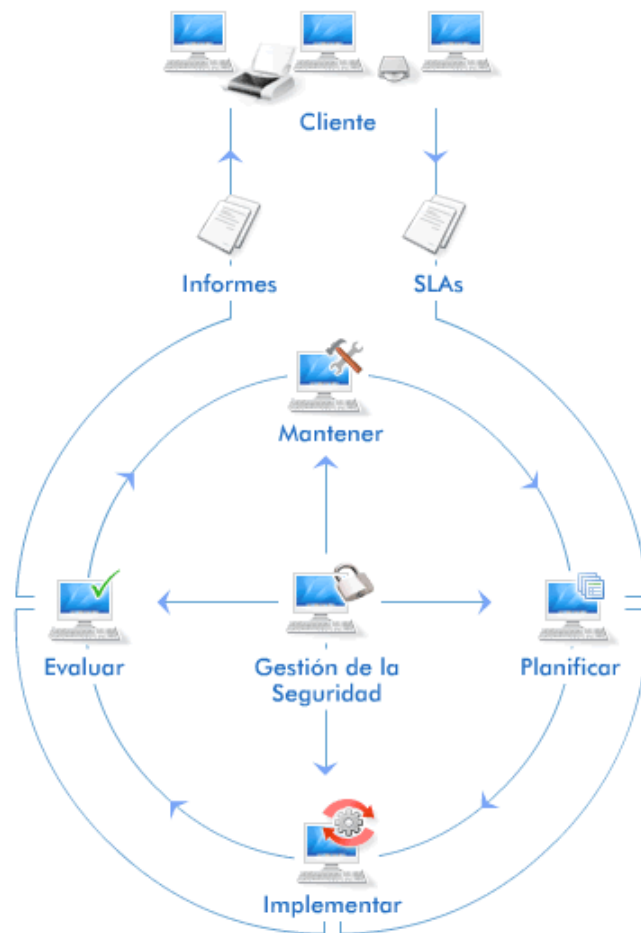 Cliente
Informes
SLAs
Mantener
Evaluar
Gestión de la
Seguridad
Planificar
Implementar